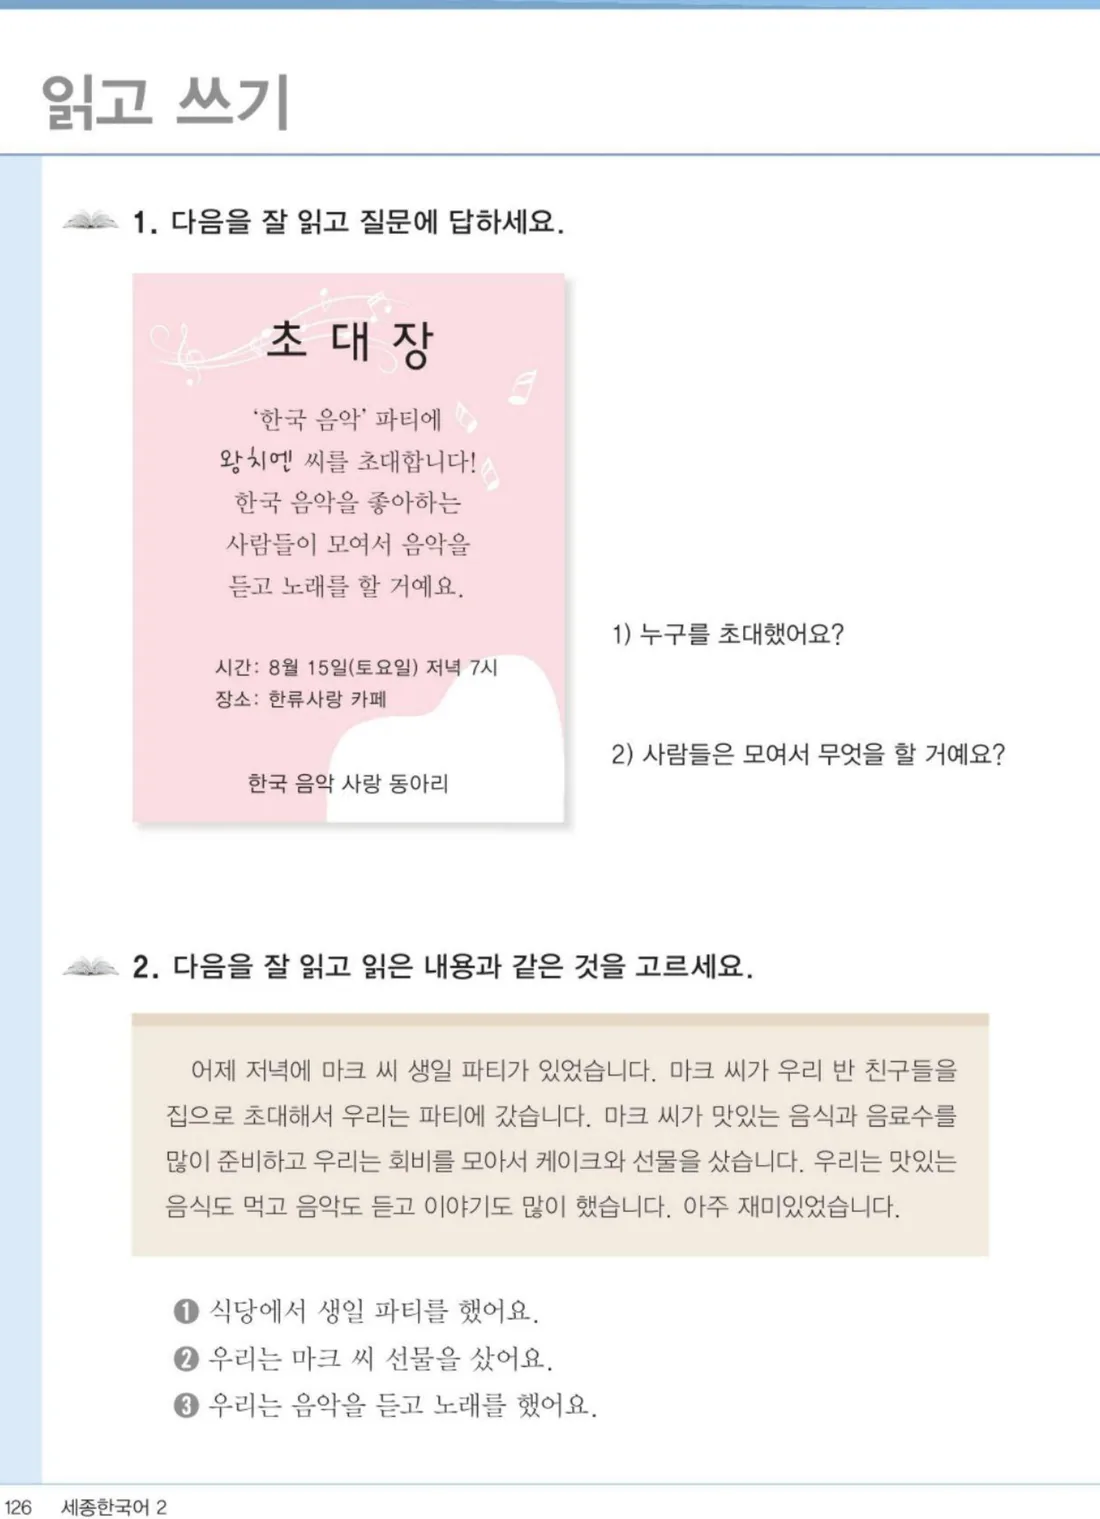 읽고 쓰기
1. 다음을 잘 읽고 질문에 답하세요.
초 대 장
‘한국 음악’ 파티에
왕치엔 씨를 초대합니다!
한국 음악을 좋아하는
사람들이 모여서 음악을
듣고 노래를 할 거예요.
시간: 8월 15일(토요일) 저녁 7시
장소: 한류사랑 카페
한국 음악 사랑 동아리
1) 누구를 초대했어요?
2) 사람들은 모여서 무엇을 할 거예요?
2. 다음을 잘 읽고 읽은 내용과 같은 것을 고르세요.
어제 저녁에 마크 씨 생일 파티가 있었습니다. 마크 씨가 우리 반 친구들을
집으로 초대해서 우리는 파티에 갔습니다. 마크 씨가 맛있는 음식과 음료수를
많이 준비하고 우리는 회비를 모아서 케이크와 선물을 샀습니다. 우리는 맛있는
음식도 먹고 음악도 듣고 이야기도 많이 했습니다. 아주 재미있었습니다.
❶ 식당에서 생일 파티를 했어요.
❷ 우리는 마크 씨 선물을 샀어요.
❸ 우리는 음악을 듣고 노래를 했어요.
126 세종한국어 2